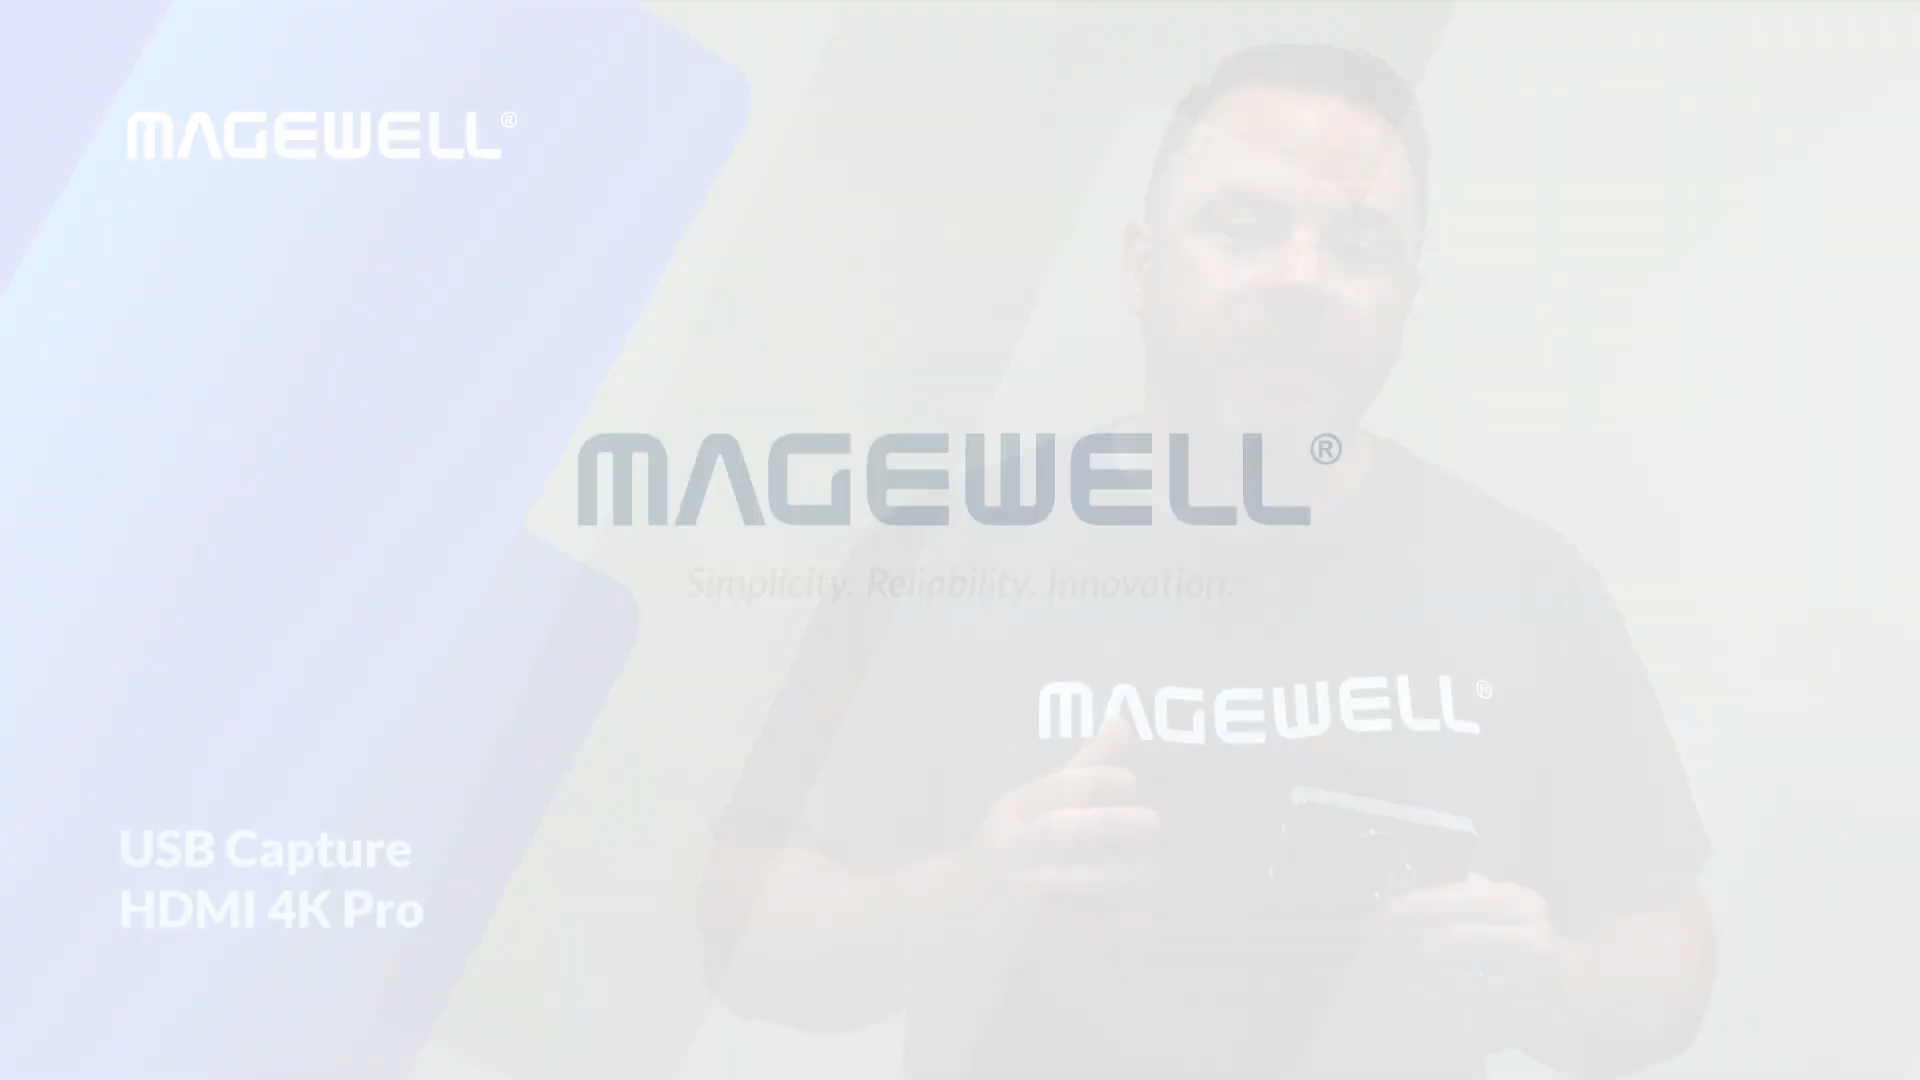 MAGEWELL®
MAGEWELL®
Simplicity. Reliability. Innovation.
MAGEWELL®
USB Capture
HDMI 4K Pro